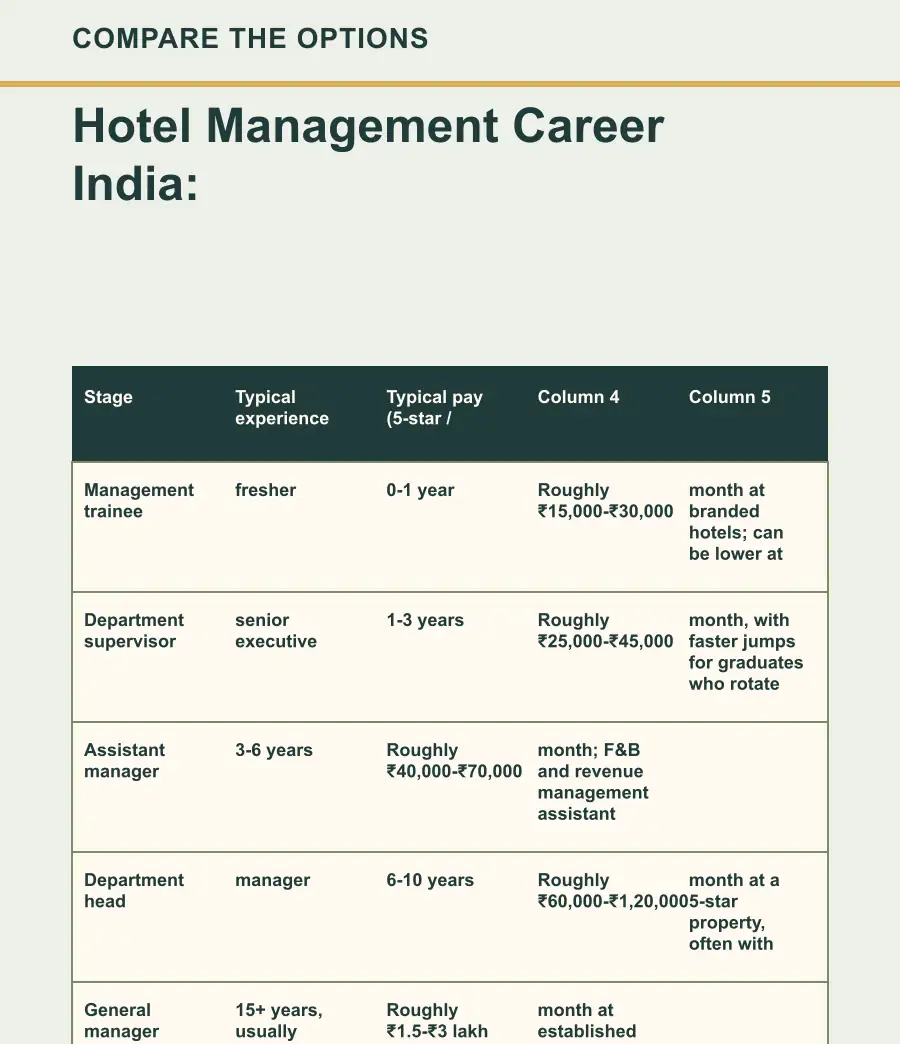 COMPARE THE OPTIONS
Hotel Management Career
India:
Stage
Typical
experience
Typical pay
(5-star /
Column 4
Column 5
Management
trainee
fresher
0-1 year
Roughly
₹15,000-₹30,000
month at
branded
hotels; can
be lower at
Department
supervisor
senior
executive
1-3 years
Roughly
₹25,000-₹45,000
month, with
faster jumps
for graduates
who rotate
Assistant
manager
3-6 years
Roughly
₹40,000-₹70,000
month; F&B
and revenue
management
assistant
Department
head
manager
6-10 years
Roughly
₹60,000-₹1,20,000
month at a
5-star
property,
often with
General
manager
15+ years,
usually
Roughly
₹1.5-₹3 lakh
month at
established